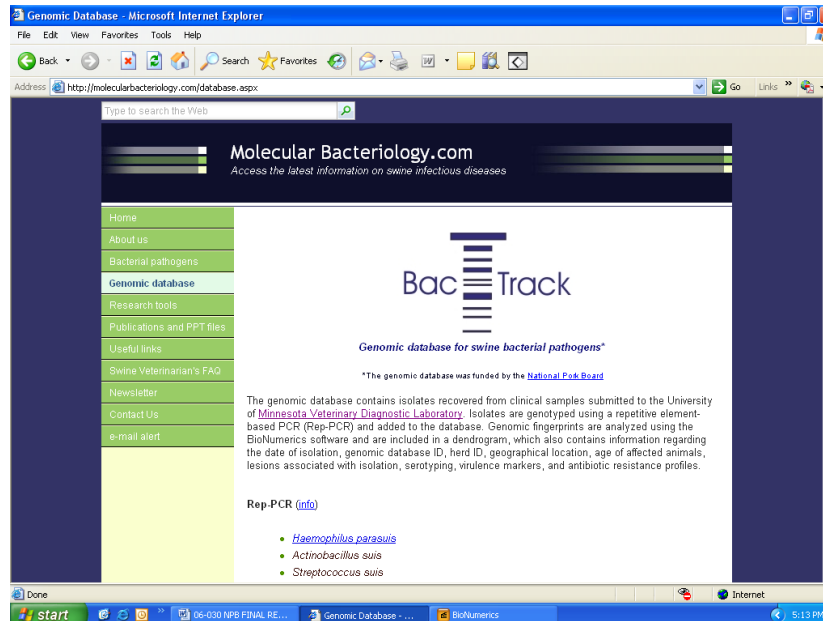 Genomic Database - Microsoft Internet Explorer
File Edit View Favorites Tools Help
Back Search Favorites
Address http://molecularbacteriology.com/database.aspx Go Links »
Type to search the Web
Molecular Bacteriology.com
Access the latest information on swine infectious diseases
Home
About us
Bacterial pathogens
Genomic database
Research tools
Publications and PPT files
Useful links
Swine Veterinarian's FAQ
Newsletter
Contact Us
e-mail alert
Bac Track
Genomic database for swine bacterial pathogens*
*The genomic database was funded by the National Pork Board
The genomic database contains isolates recovered from clinical samples submitted to the University
of Minnesota Veterinary Diagnostic Laboratory. Isolates are genotyped using a repetitive element-
based PCR (Rep-PCR) and added to the database. Genomic fingerprints are analyzed using the
BioNumerics software and are included in a dendrogram, which also contains information regarding
the date of isolation, genomic database ID, herd ID, geographical location, age of affected animals,
lesions associated with isolation, serotyping, virulence markers, and antibiotic resistance profiles.
Rep-PCR (info)
• Haemophilus parasuis
• Actinobacillus suis
• Streptococcus suis
Done Internet
start » 06-030 NPB FINAL RE... Genomic Database - ... BioNumerics 5:13 PM